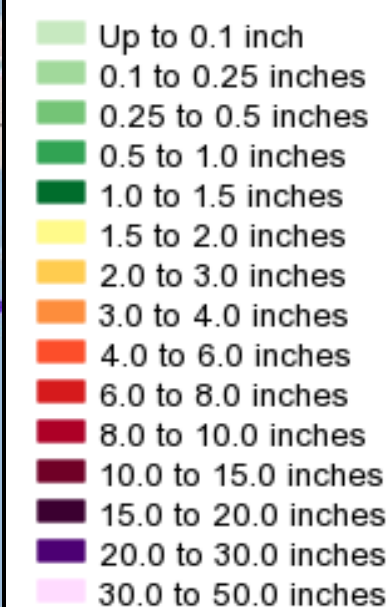 Up to 0.1 inch
0.1 to 0.25 inches
0.25 to 0.5 inches
0.5 to 1.0 inches
1.0 to 1.5 inches
1.5 to 2.0 inches
2.0 to 3.0 inches
3.0 to 4.0 inches
4.0 to 6.0 inches
6.0 to 8.0 inches
8.0 to 10.0 inches
10.0 to 15.0 inches
15.0 to 20.0 inches
20.0 to 30.0 inches
30.0 to 50.0 inches